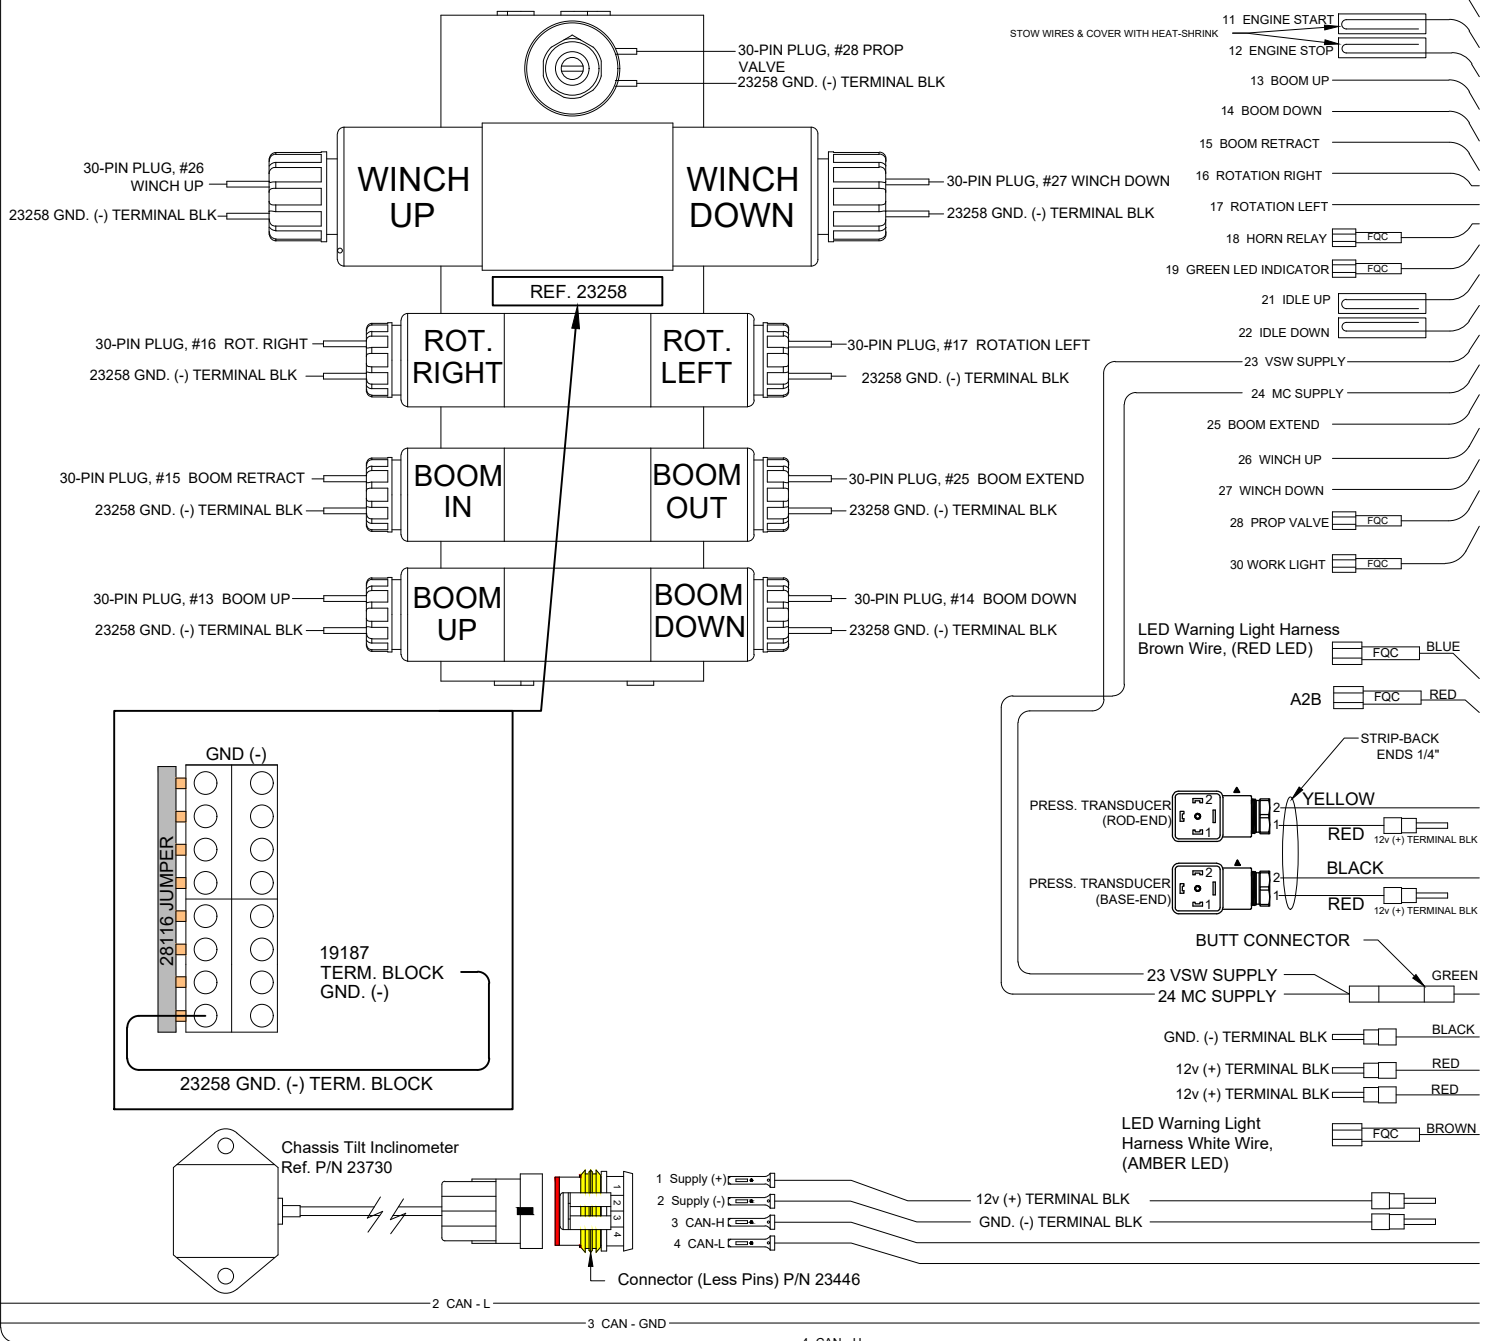 30-PIN PLUG, #28 PROP
VALVE
23258 GND. (-) TERMINAL BLK
30-PIN PLUG, #26
WINCH UP
23258 GND. (-) TERMINAL BLK
WINCH
UP
WINCH
DOWN
30-PIN PLUG, #27 WINCH DOWN
23258 GND. (-) TERMINAL BLK
REF. 23258
30-PIN PLUG, #16 ROT. RIGHT
23258 GND. (-) TERMINAL BLK
ROT.
RIGHT
ROT.
LEFT
30-PIN PLUG, #17 ROTATION LEFT
23258 GND. (-) TERMINAL BLK
30-PIN PLUG, #15 BOOM RETRACT
23258 GND. (-) TERMINAL BLK
BOOM
IN
BOOM
OUT
30-PIN PLUG, #25 BOOM EXTEND
23258 GND. (-) TERMINAL BLK
30-PIN PLUG, #13 BOOM UP
23258 GND. (-) TERMINAL BLK
BOOM
UP
BOOM
DOWN
30-PIN PLUG, #14 BOOM DOWN
23258 GND. (-) TERMINAL BLK
11 ENGINE START
STOW WIRES & COVER WITH HEAT-SHRINK
12 ENGINE STOP
13 BOOM UP
14 BOOM DOWN
15 BOOM RETRACT
16 ROTATION RIGHT
17 ROTATION LEFT
18 HORN RELAY FQC
19 GREEN LED INDICATOR FQC
21 IDLE UP
22 IDLE DOWN
23 VSW SUPPLY
24 MC SUPPLY
25 BOOM EXTEND
26 WINCH UP
27 WINCH DOWN
28 PROP VALVE FQC
30 WORK LIGHT FQC
LED Warning Light Harness
Brown Wire, (RED LED) FQC BLUE
A2B FQC RED
STRIP-BACK
ENDS 1/4"
PRESS. TRANSDUCER
(ROD-END)
2
1
2 YELLOW
1 RED 12v (+) TERMINAL BLK
PRESS. TRANSDUCER
(BASE-END)
2
1
2 BLACK
1 RED 12v (+) TERMINAL BLK
BUTT CONNECTOR
23 VSW SUPPLY
24 MC SUPPLY
GREEN
GND. (-) TERMINAL BLK BLACK
12v (+) TERMINAL BLK RED
12v (+) TERMINAL BLK RED
LED Warning Light
Harness White Wire,
(AMBER LED)
FQC BROWN
GND (-)
28116 JUMPER
19187
TERM. BLOCK
GND. (-)
23258 GND. (-) TERM. BLOCK
Chassis Tilt Inclinometer
Ref. P/N 23730
1
2
3
4
1 Supply (+)
2 Supply (-)
3 CAN-H
4 CAN-L
12v (+) TERMINAL BLK
GND. (-) TERMINAL BLK
Connector (Less Pins) P/N 23446
2 CAN - L
3 CAN - GND